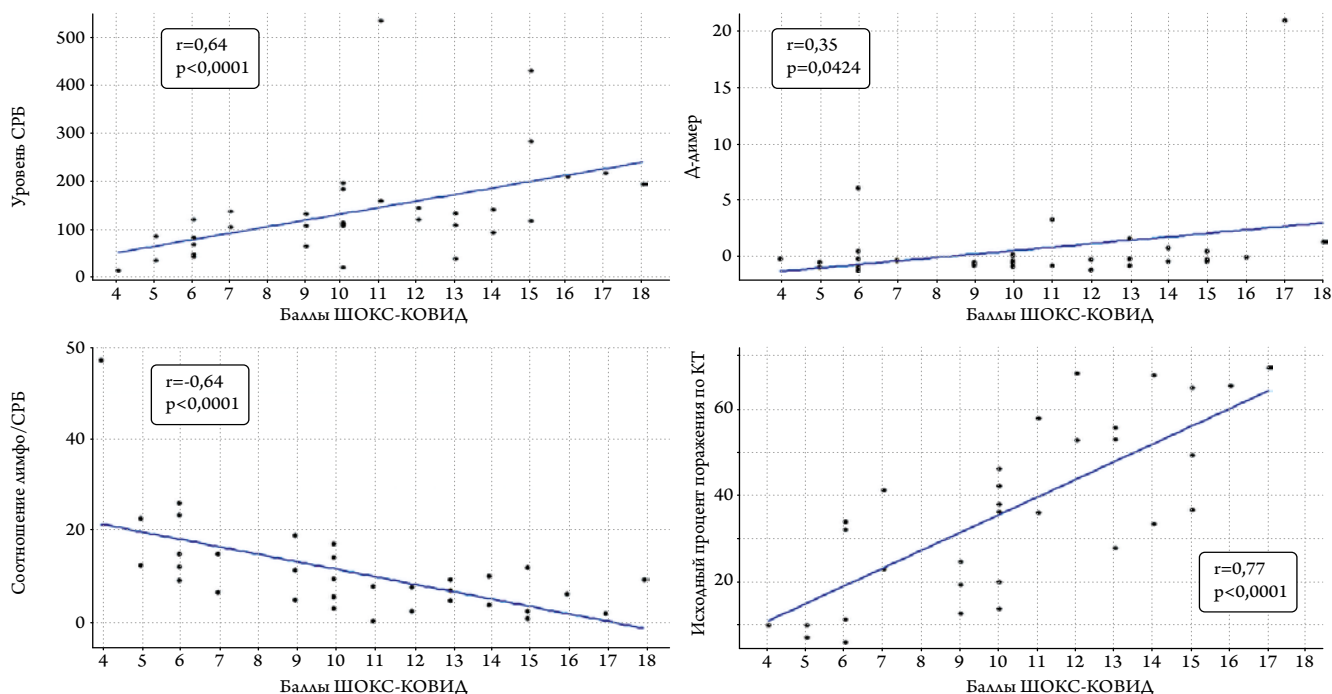 Уровень СРБ
500
400
300
200
100
0
r=0,64
p<0,0001
4 5 6 7 8 9 10 11 12 13 14 15 16 17 18
Баллы ШОКС-КОВИД
Д-димер
20
15
10
5
0
r=0,35
p=0,0424
4 5 6 7 8 9 10 11 12 13 14 15 16 17 18
Баллы ШОКС-КОВИД
Соотношение лимфо/СРБ
50
40
20
0
r=-0,64
p<0,0001
4 5 6 7 8 9 10 11 12 13 14 15 16 17 18
Баллы ШОКС-КОВИД
Исходный процент поражения по КТ
60
40
20
r=0,77
p<0,0001
4 5 6 7 8 9 10 11 12 13 14 15 16 17 18
Баллы ШОКС-КОВИД